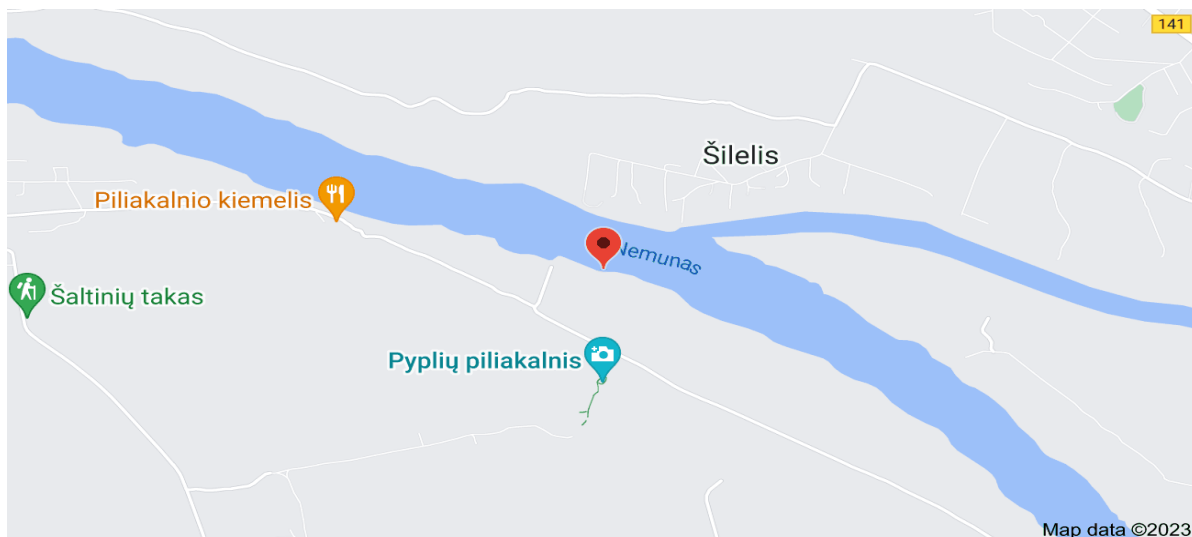 141
Šilelis
Piliakalnio kiemelis
Nemunas
Šaltinių takas
Pyplių piliakalnis
Map data ©2023